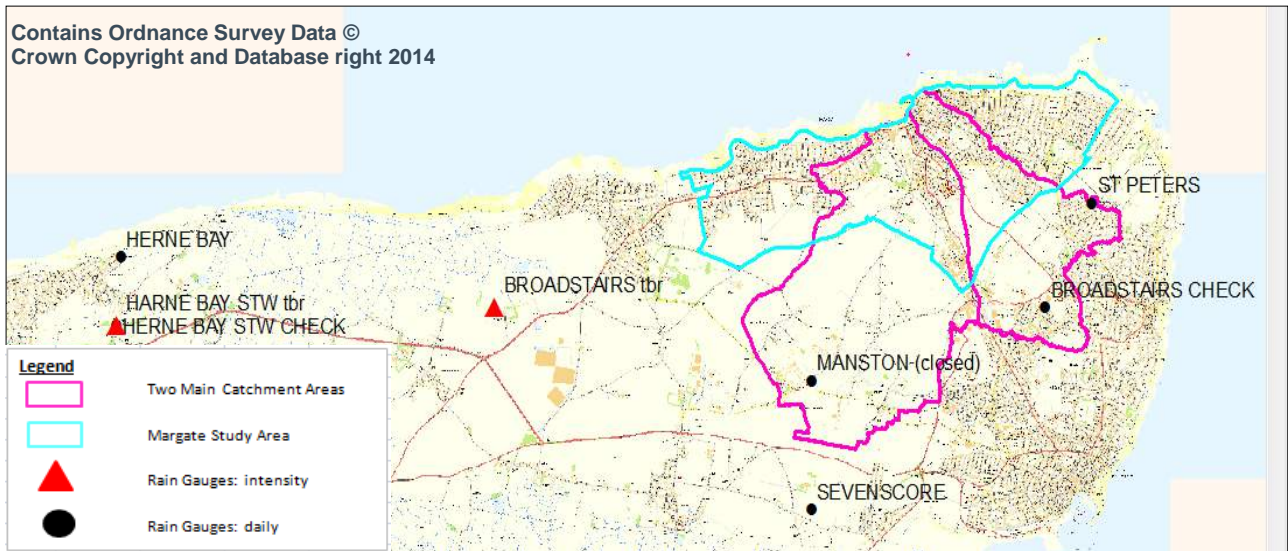 Contains Ordnance Survey Data ©
Crown Copyright and Database right 2014
ST PETERS
HERNE BAY
BROADSTAIRS tbr
HARNE BAY STW tbr
BROADSTAIRS CHECK
HERNE BAY STW CHECK
MANSTON-(closed)
SEVENSCORE
Legend
Two Main Catchment Areas
Margate Study Area
Rain Gauges: intensity
Rain Gauges: daily